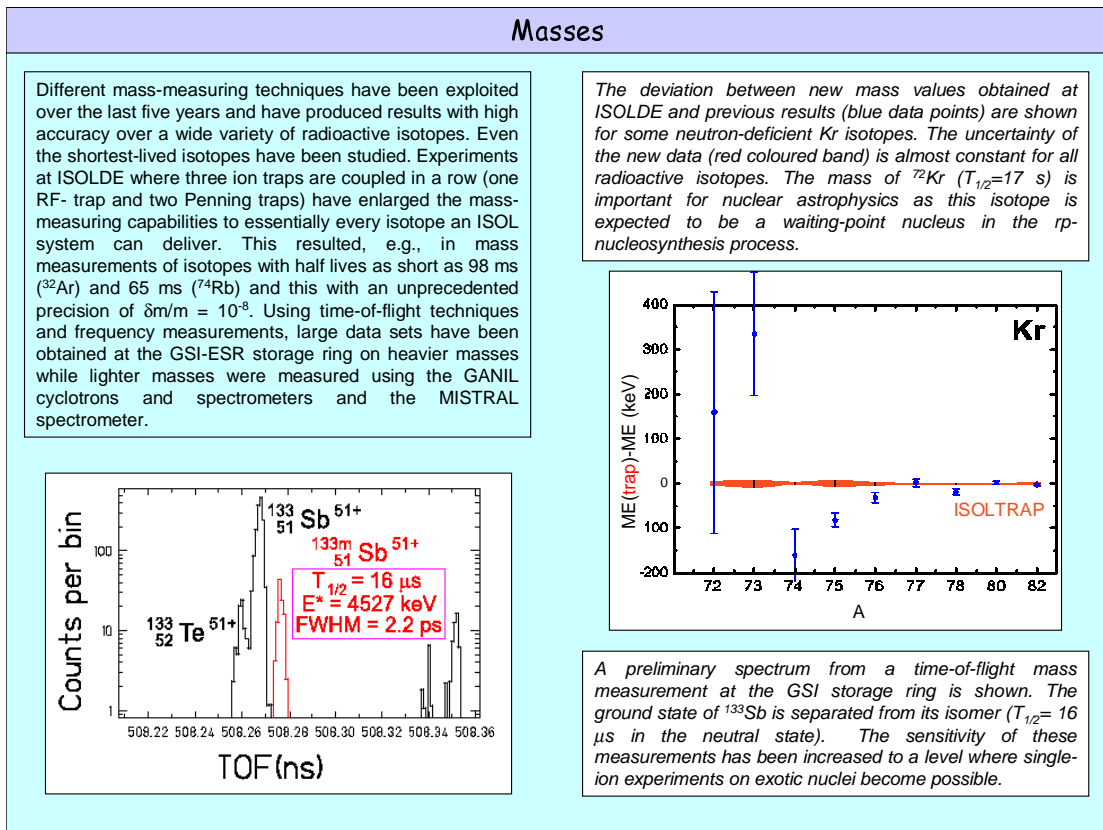 Masses
Different mass-measuring techniques have been exploited
over the last five years and have produced results with high
accuracy over a wide variety of radioactive isotopes. Even
the shortest-lived isotopes have been studied. Experiments
at ISOLDE where three ion traps are coupled in a row (one
RF- trap and two Penning traps) have enlarged the mass-
measuring capabilities to essentially every isotope an ISOL
system can deliver. This resulted, e.g., in mass
measurements of isotopes with half lives as short as 98 ms
(³²Ar) and 65 ms (⁷⁴Rb) and this with an unprecedented
precision of δm/m = 10⁻⁸. Using time-of-flight techniques
and frequency measurements, large data sets have been
obtained at the GSI-ESR storage ring on heavier masses
while lighter masses were measured using the GANIL
cyclotrons and spectrometers and the MISTRAL
spectrometer.
Counts per bin
100
10
1
¹³³₅₁Sb⁵¹⁺
¹³³ᵐ₅₁Sb⁵¹⁺
T₁/₂ = 16 μs
E* = 4527 keV
FWHM = 2.2 ps
¹³³₅₂Te⁵¹⁺
508.22 508.24 508.26 508.28 508.30 508.32 508.34 508.36
TOF(ns)
The deviation between new mass values obtained at
ISOLDE and previous results (blue data points) are shown
for some neutron-deficient Kr isotopes. The uncertainty of
the new data (red coloured band) is almost constant for all
radioactive isotopes. The mass of ⁷²Kr (T₁/₂=17 s) is
important for nuclear astrophysics as this isotope is
expected to be a waiting-point nucleus in the rp-
nucleosynthesis process.
Kr
ME(trap)-ME (keV)
400
300
200
100
0
100
-200
ISOLTRAP
72 73 74 75 76 77 78 80 82
A
A preliminary spectrum from a time-of-flight mass
measurement at the GSI storage ring is shown. The
ground state of ¹³³Sb is separated from its isomer (T₁/₂= 16
μs in the neutral state). The sensitivity of these
measurements has been increased to a level where single-
ion experiments on exotic nuclei become possible.